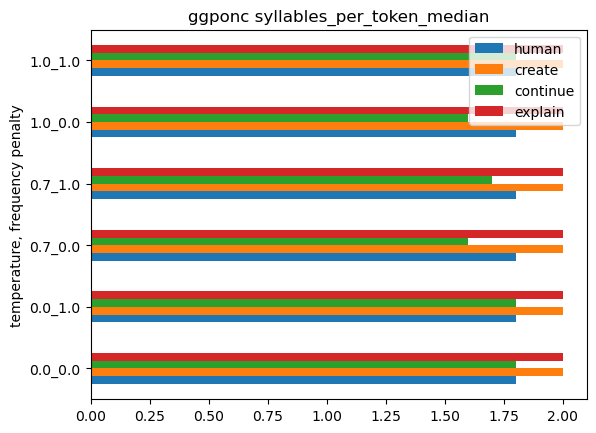 ggponc syllables_per_token_median
human
create
continue
explain
temperature, frequency penalty
1.0_1.0
1.0_0.0
0.7_1.0
0.7_0.0
0.0_1.0
0.0_0.0
0.00 0.25 0.50 0.75 1.00 1.25 1.50 1.75 2.00